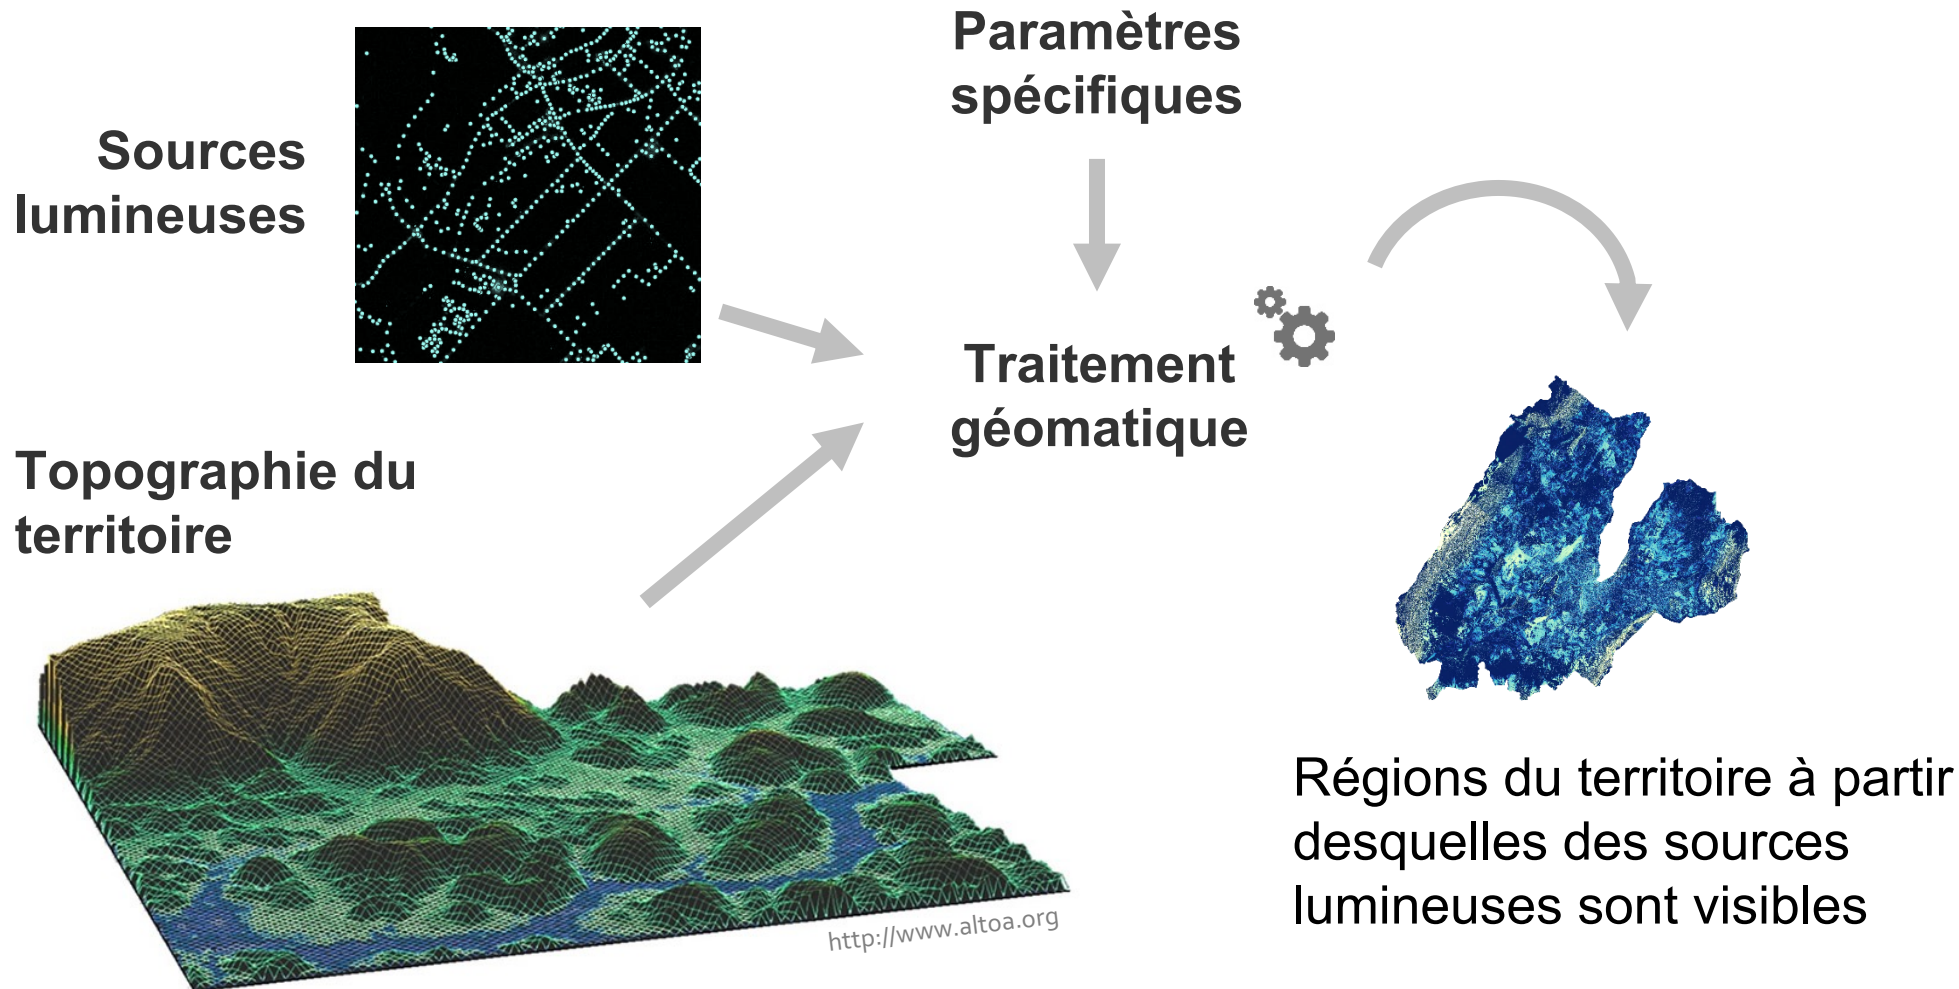 Paramètres
spécifiques
Sources
lumineuses
Traitement
géomatique
Topographie du
territoire
Régions du territoire à partir
desquelles des sources
lumineuses sont visibles
http://www.altoa.org